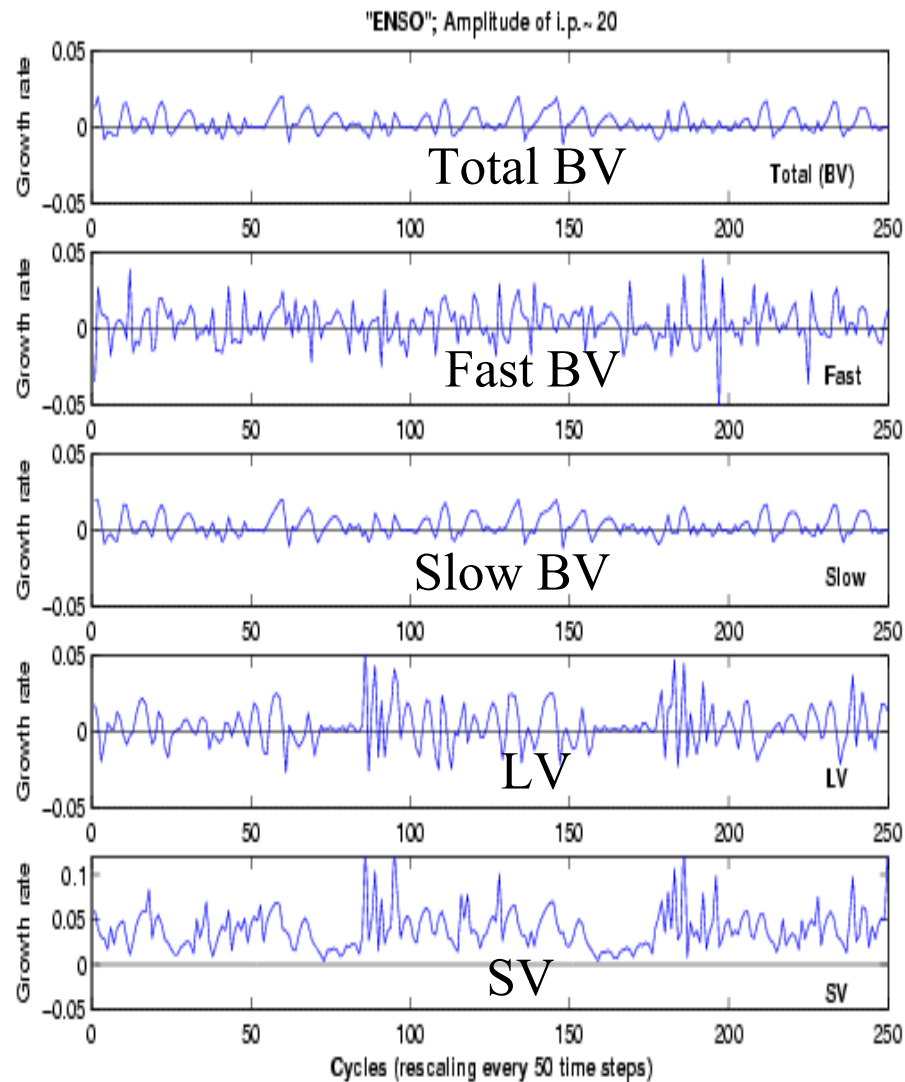 "ENSO"; Amplitude of i.p.~ 20
Growth rate
0.05
0
−0.05
Total BV
Total (BV)
0 50 100 150 200 250
Growth rate
0.05
0
−0.05
Fast BV
Fast
0 50 100 150 200 250
Growth rate
0.05
0
−0.05
Slow BV
Slow
0 50 100 150 200 250
Growth rate
0.05
0
−0.05
LV
LV
0 50 100 150 200 250
Growth rate
0.1
0.05
0
−0.05
SV
SV
0 50 100 150 200 250
Cycles (rescaling every 50 time steps)